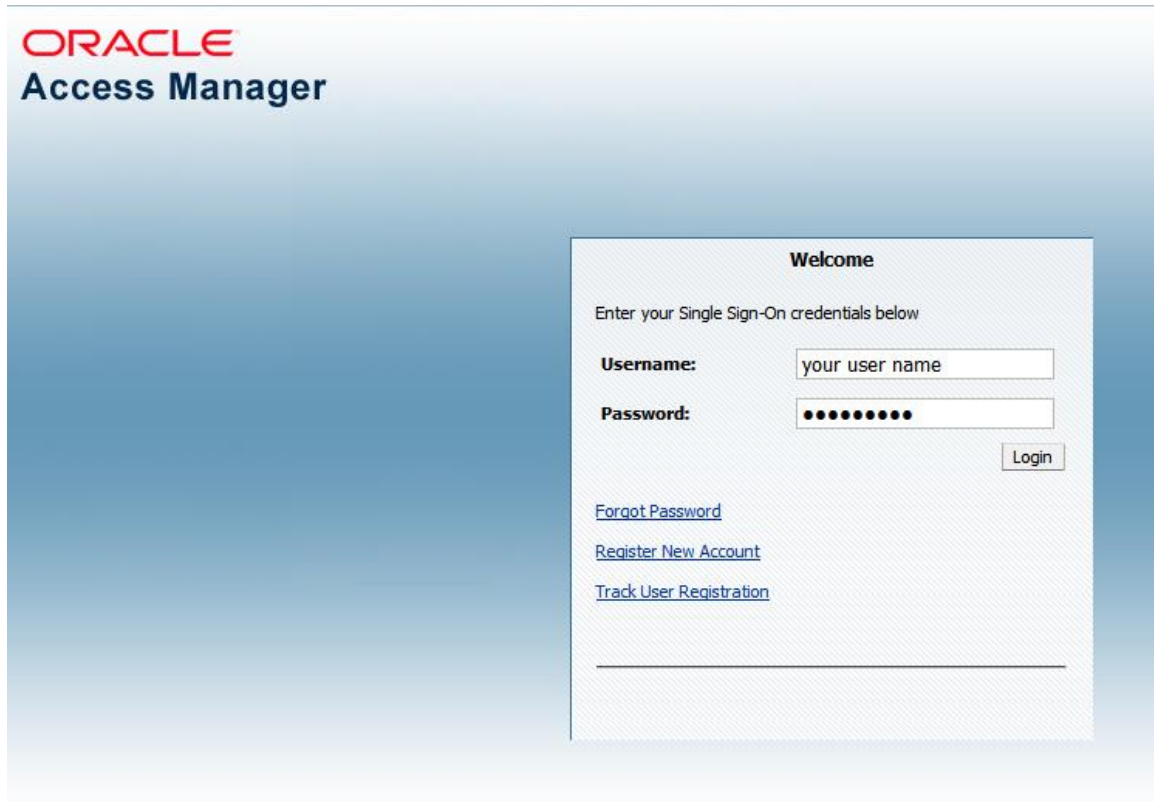 ORACLE
Access Manager
Welcome
Enter your Single Sign-On credentials below
Username: your user name
Password: •••••••••
Login
Forgot Password
Register New Account
Track User Registration